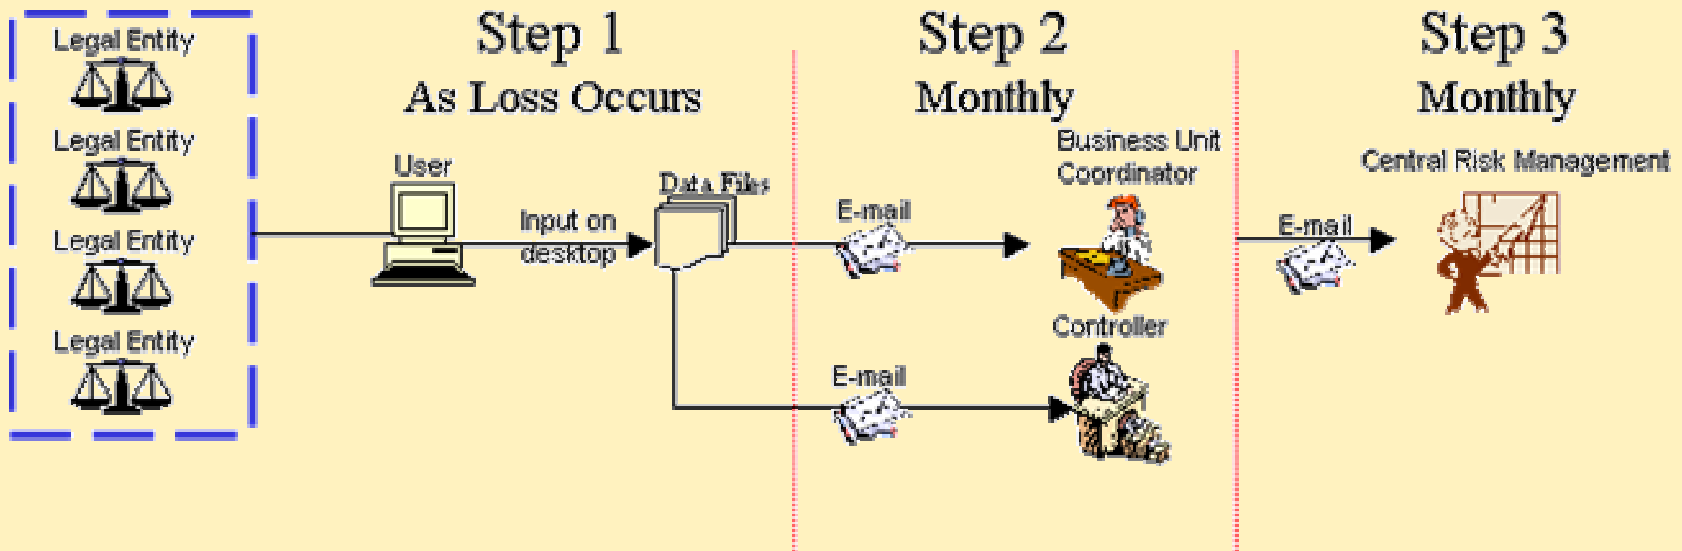 Legal Entity
Legal Entity
Legal Entity
Legal Entity
Step 1
As Loss Occurs
User
Input on
desktop
Data Files
Step 2
Monthly
E-mail
Business Unit
Coordinator
E-mail
Controller
Step 3
Monthly
E-mail
Central Risk Management